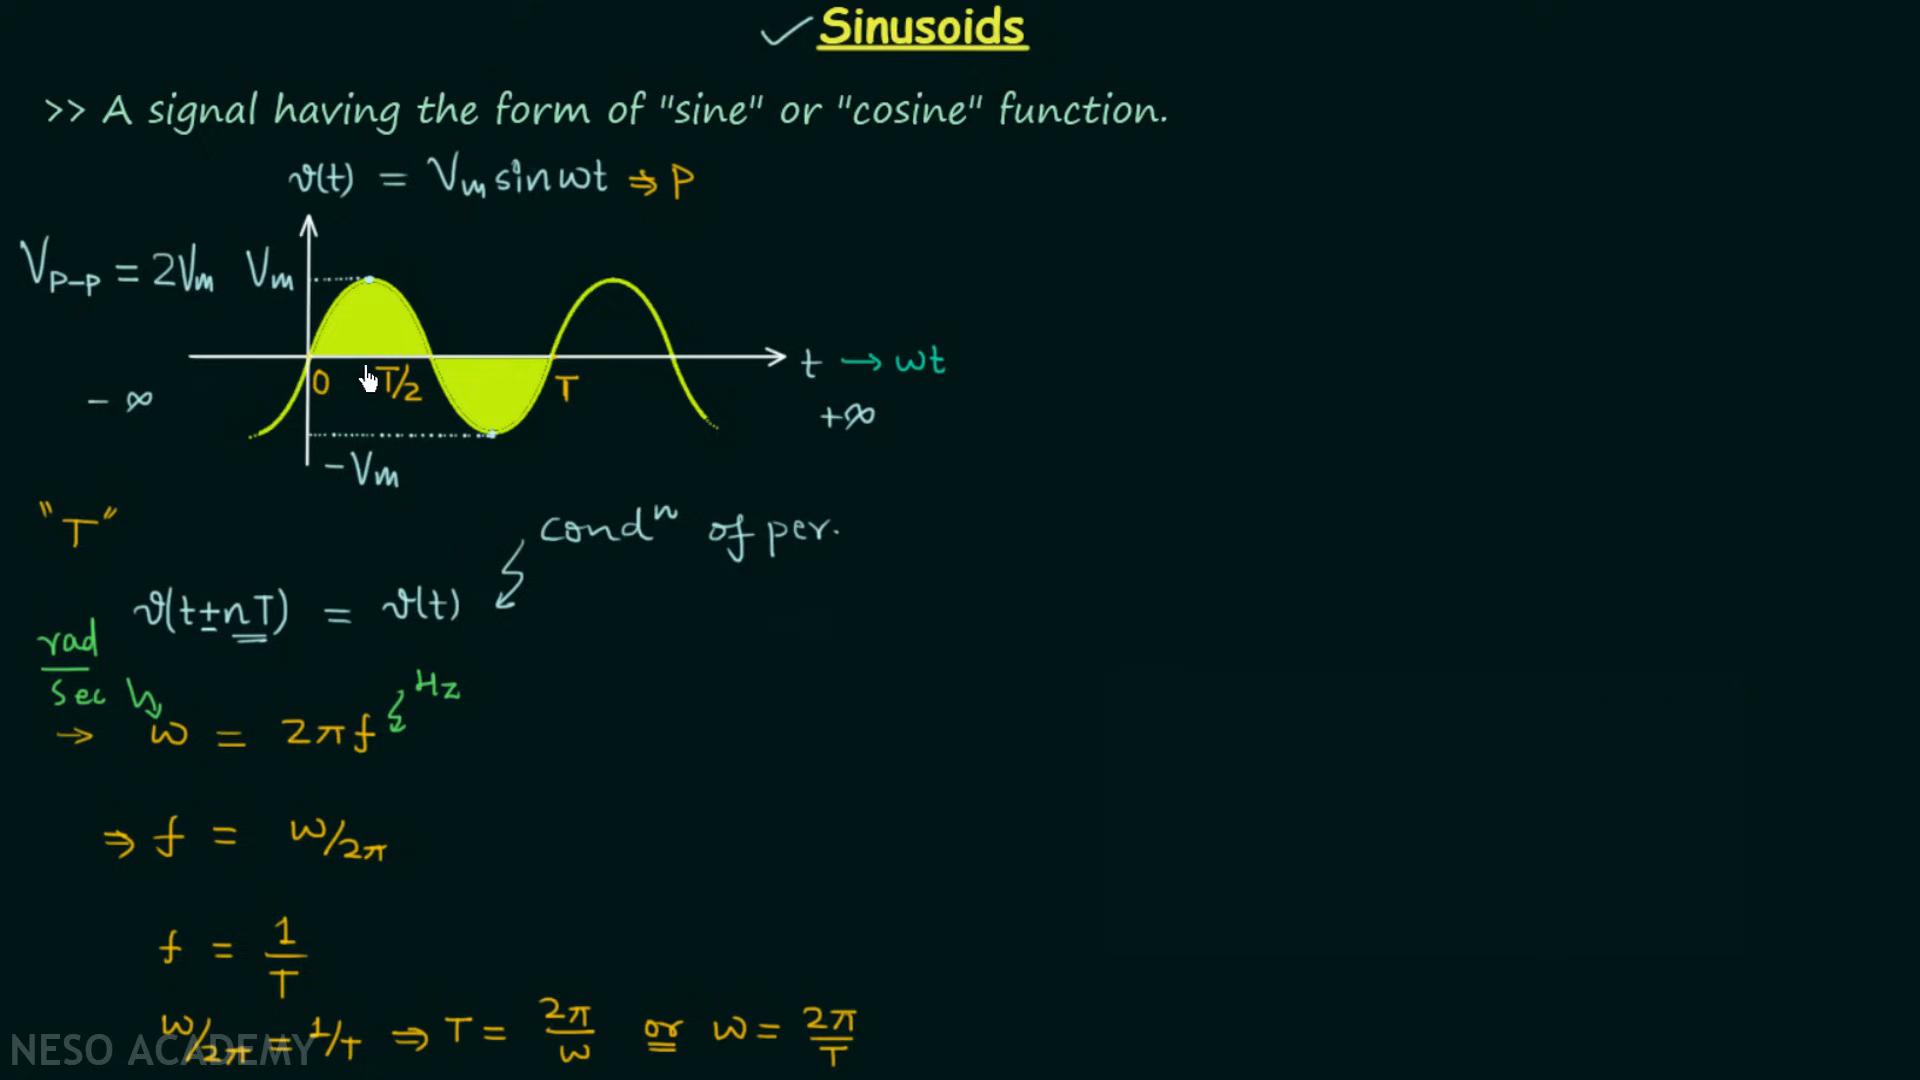 Sinusoids
>> A signal having the form of "sine" or "cosine" function.
v(t) = Vm sin ωt ⇒ P
VP-P = 2Vm Vm
0 T/2 T t → ωt
- ∞ +∞
-Vm
"T"
condn of per.
v(t±nT) = v(t)
rad
sec
Hz
→ ω = 2πf
⇒ f = ω/2π
f = 1/T
ω/2π = 1/T ⇒ T = 2π/ω or ω = 2π/T
NESO ACADEMY